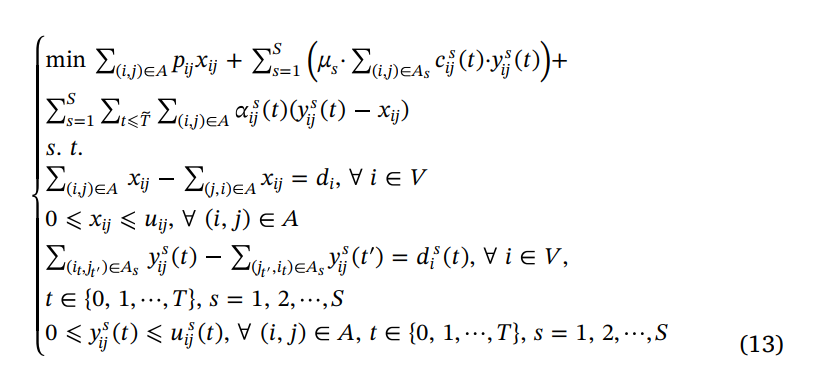 min ∑_{(i,j)∈A} p_{ij}x_{ij} + ∑_{s=1}^{S} (μ_s· ∑_{(i,j)∈A_s} c_{ij}^{s}(t)·y_{ij}^{s}(t))+
∑_{s=1}^{S} ∑_{t⩽T̃} ∑_{(i,j)∈A} α_{ij}^{s}(t)(y_{ij}^{s}(t) − x_{ij})
s. t.
∑_{(i,j)∈A} x_{ij} − ∑_{(j,i)∈A} x_{ij} = d_i, ∀ i ∈ V
0 ⩽ x_{ij} ⩽ u_{ij}, ∀ (i, j) ∈ A
∑_{(i_t,j_{t′})∈A_s} y_{ij}^{s}(t) − ∑_{(j_{t′},i_t)∈A_s} y_{ij}^{s}(t′) = d_i^{s}(t), ∀ i ∈ V,
t ∈ {0, 1,⋯,T}, s = 1, 2,⋯,S
0 ⩽ y_{ij}^{s}(t) ⩽ u_{ij}^{s}(t), ∀ (i, j) ∈ A, t ∈ {0, 1,⋯,T}, s = 1, 2,⋯,S (13)